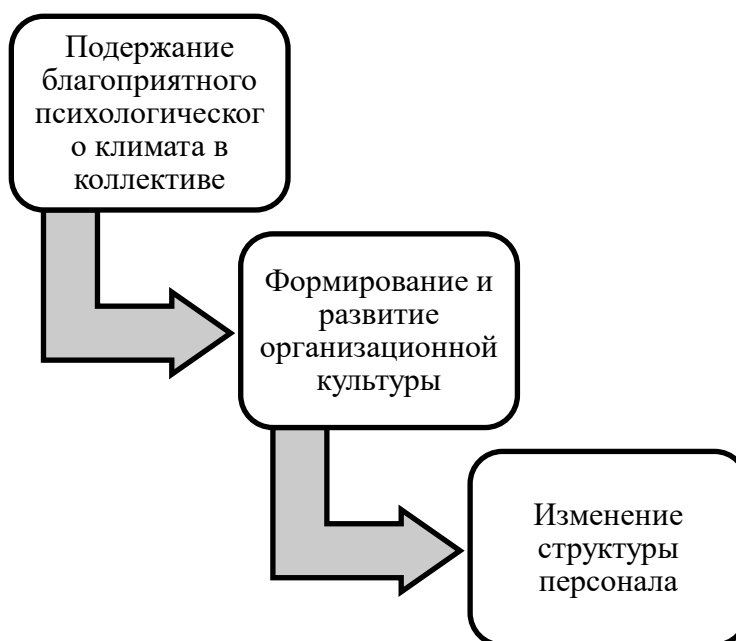 Подержание
благоприятного
психологическог
о климата в
коллективе
Формирование и
развитие
организационной
культуры
Изменение
структуры
персонала